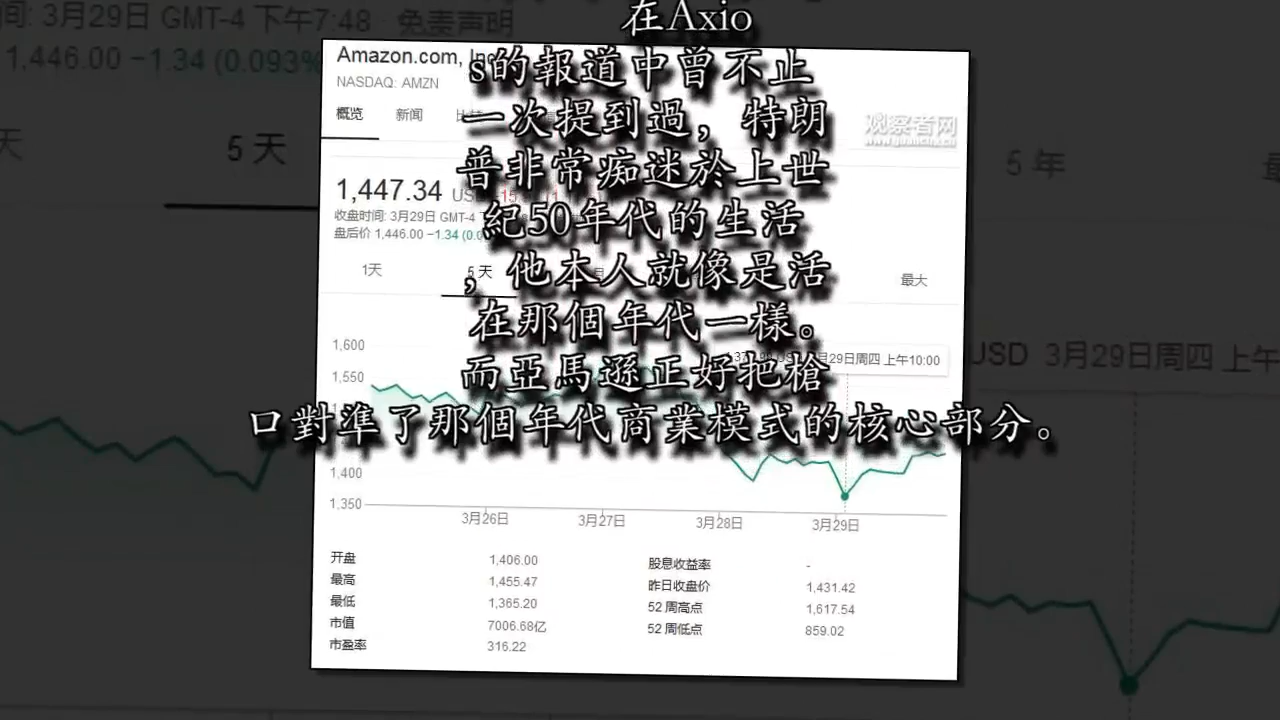 间: 3月29日 GMT-4 下午7:48 免责声明
1,446.00 −1.34 (0.093%
天
5 天
5 年
在Axio
s的報道中曾不止
一次提到過，特朗
普非常痴迷於上世
紀50年代的生活
，他本人就像是活
在那個年代一樣。
而亞馬遜正好把槍
口對準了那個年代商業模式的核心部分。
Amazon.com, Inc
NASDAQ: AMZN
概览 新闻
观察者网
www.guancha.cn
1,447.34
收盘时间: 3月29日 GMT-4
盘后价 1,446.00 −1.34
1天 5 天 最大
29日周四 上午10:00
USD 3月29日周四 上午
1,600
1,550
1,400
1,350
3月26日 3月27日 3月28日 3月29日
开盘 1,406.00
最高 1,455.47
最低 1,365.20
市值 7006.68亿
市盈率 316.22
股息收益率 -
昨日收盘价 1,431.42
52 周高点 1,617.54
52 周低点 859.02